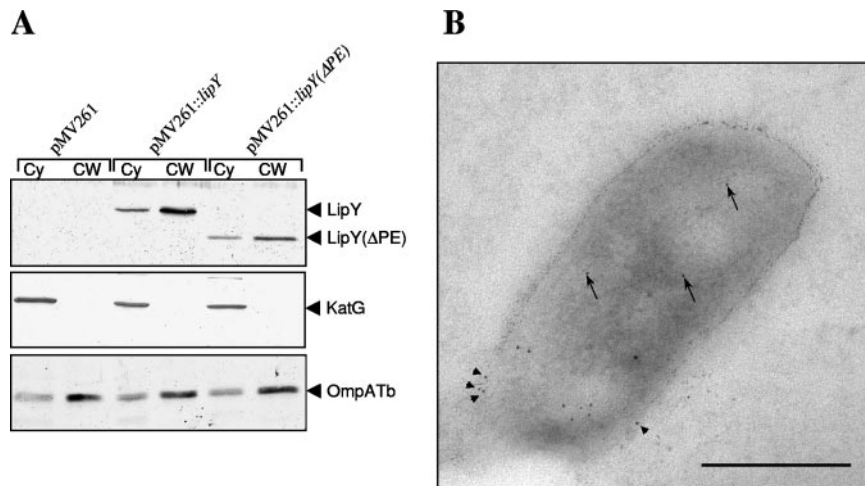 A
B
pMV261
pMV261::lipY
pMV261::lipY(ΔPE)
Cy CW Cy CW Cy CW
LipY
LipY(ΔPE)
KatG
OmpATb